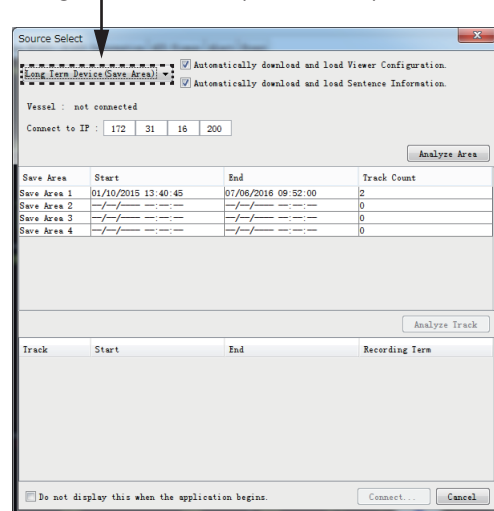 Source Select
Long Term Device(Save Area)
Automatically download and load Viewer Configuration.
Automatically download and load Sentence Information.
Vessel : not connected
Connect to IP : 172 31 16 200
Analyze Area
Save Area Start End Track Count
Save Area 1 01/10/2015 13:40:45 07/06/2016 09:52:00 2
Save Area 2 --/--/---- --:--:-- --/--/---- --:--:-- 0
Save Area 3 --/--/---- --:--:-- --/--/---- --:--:-- 0
Save Area 4 --/--/---- --:--:-- --/--/---- --:--:-- 0
Analyze Track
Track Start End Recording Term
Do not display this when the application begins.
Connect... Cancel